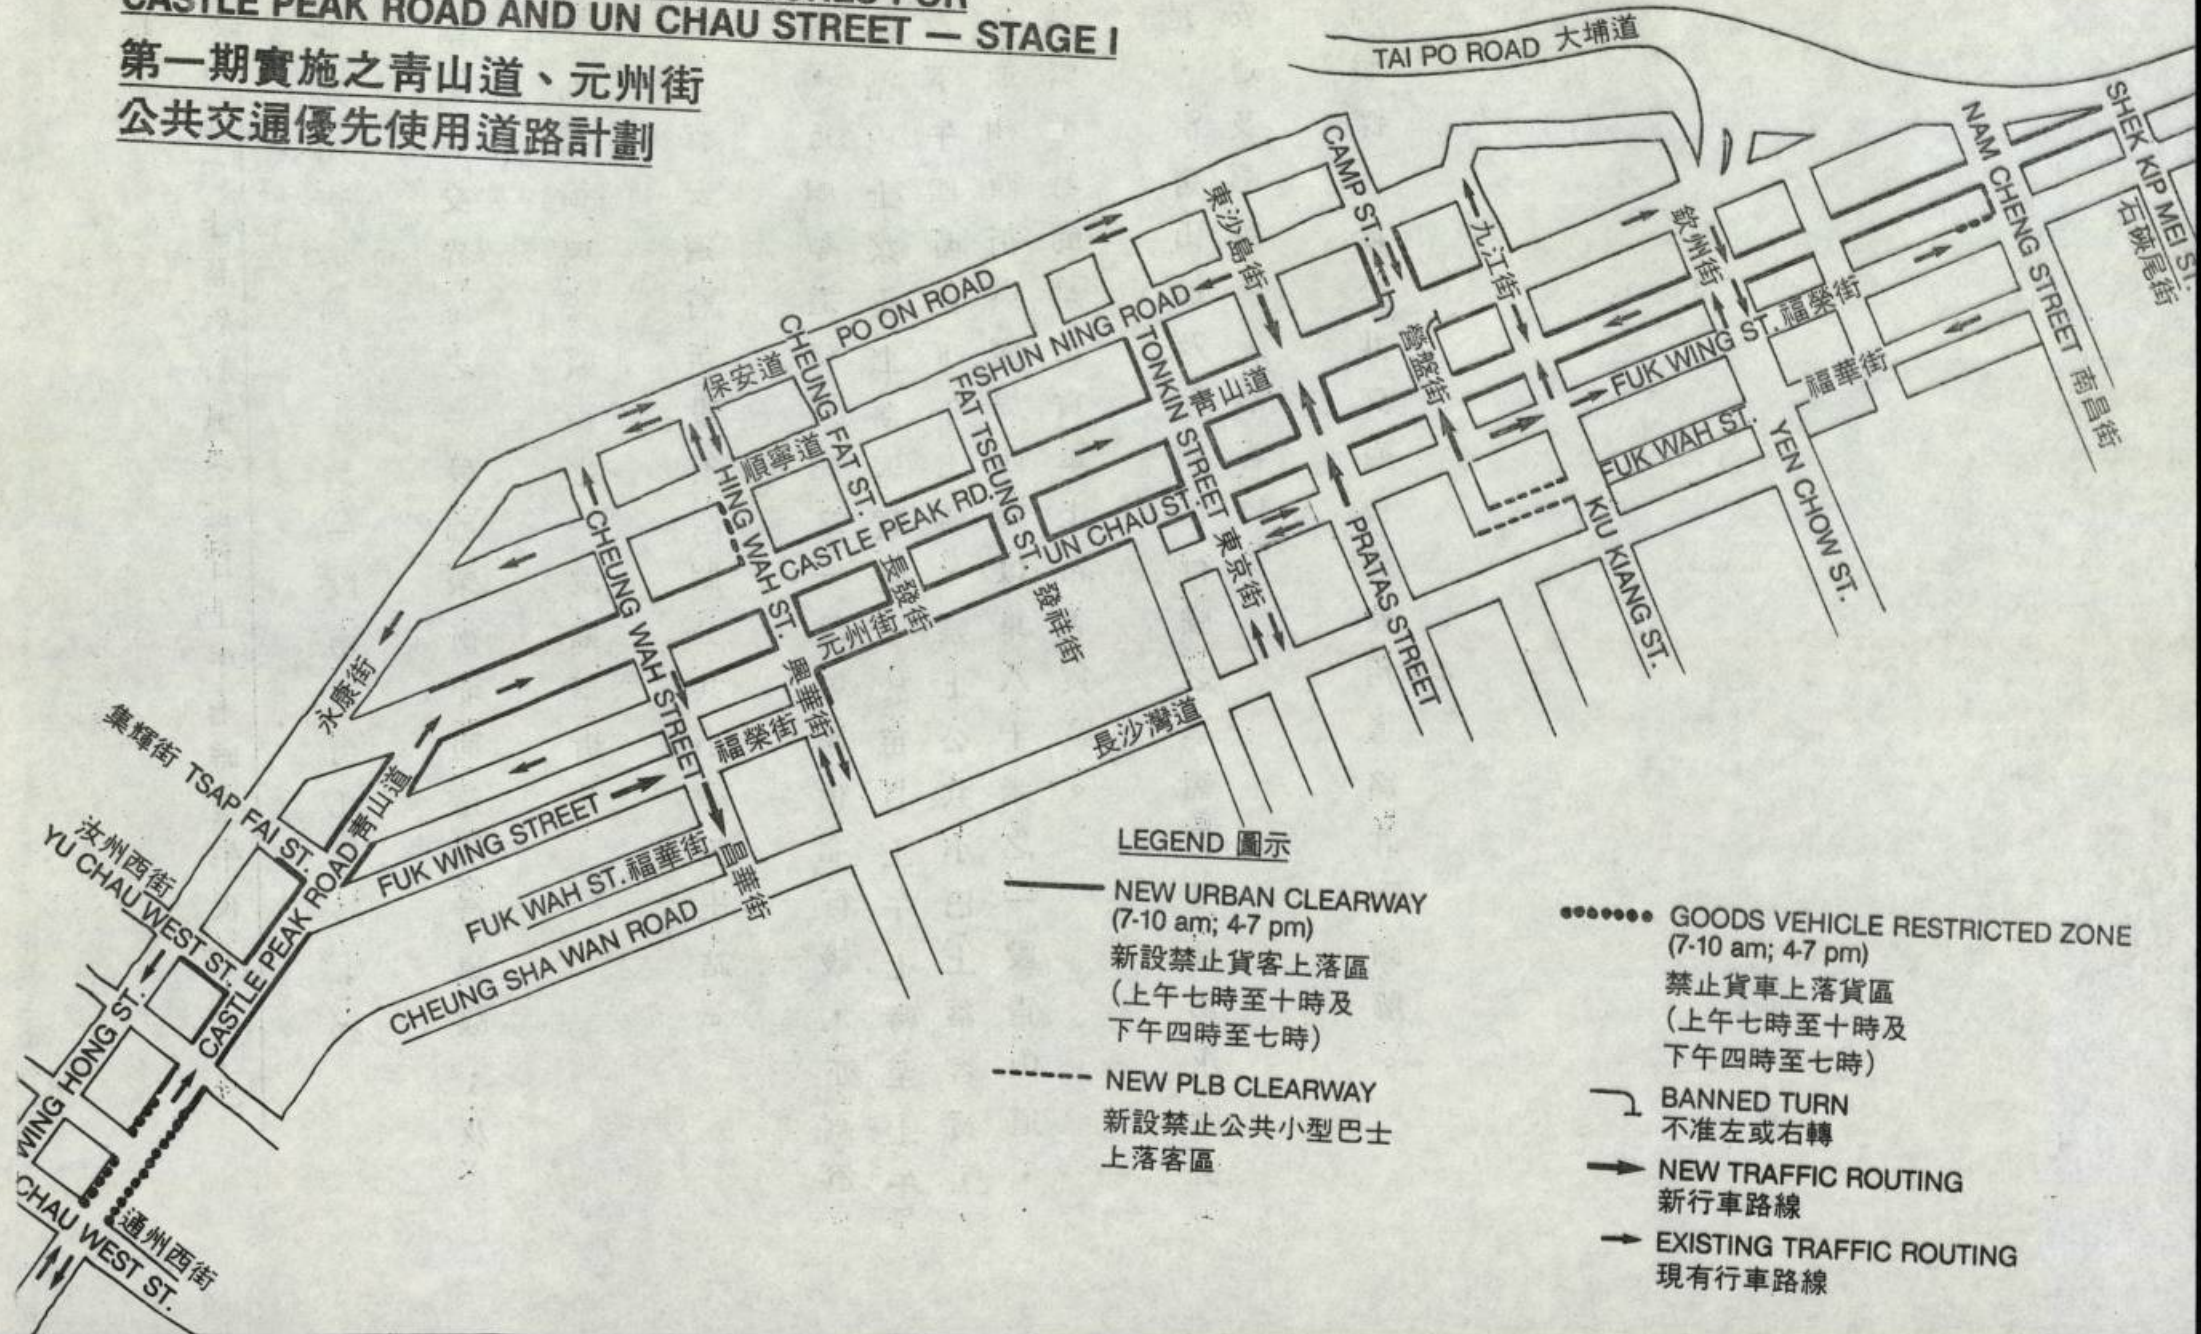 CASTLE PEAK ROAD AND UN CHAU STREET — STAGE I
第一期實施之靑山道、元州街
公共交通優先使用道路計劃
TAI PO ROAD 大埔道
SHEK KIP MEI ST.
石硤尾街
NAM CHENG STREET 南昌街
CAMP ST.
營盤街
東沙島街
九江街
欽州街
PO ON ROAD
保安道
SHUN NING ROAD
順寧道
CHEUNG FAT ST.
長發街
FAT TSEUNG ST.
發祥街
TONKIN STREET 東京街
靑山道
FUK WING ST. 福榮街
FUK WAH ST.
福華街
YEN CHOW ST.
KIU KIANG ST.
PRATAS STREET
HING WAH ST.
興華街
CASTLE PEAK RD.
UN CHAU ST.
元州街
CHEUNG WAH STREET
昌華街
長沙灣道
永康街
集輝街 TSAP FAI ST.
汝州西街
YU CHAU WEST ST.
CASTLE PEAK ROAD 靑山道
FUK WING STREET
福榮街
FUK WAH ST. 福華街
CHEUNG SHA WAN ROAD
WING HONG ST.
CHAU WEST ST.
通州西街
LEGEND 圖示
NEW URBAN CLEARWAY
(7-10 am; 4-7 pm)
新設禁止貨客上落區
(上午七時至十時及
下午四時至七時)
NEW PLB CLEARWAY
新設禁止公共小型巴士
上落客區
GOODS VEHICLE RESTRICTED ZONE
(7-10 am; 4-7 pm)
禁止貨車上落貨區
(上午七時至十時及
下午四時至七時)
BANNED TURN
不准左或右轉
NEW TRAFFIC ROUTING
新行車路線
EXISTING TRAFFIC ROUTING
現有行車路線